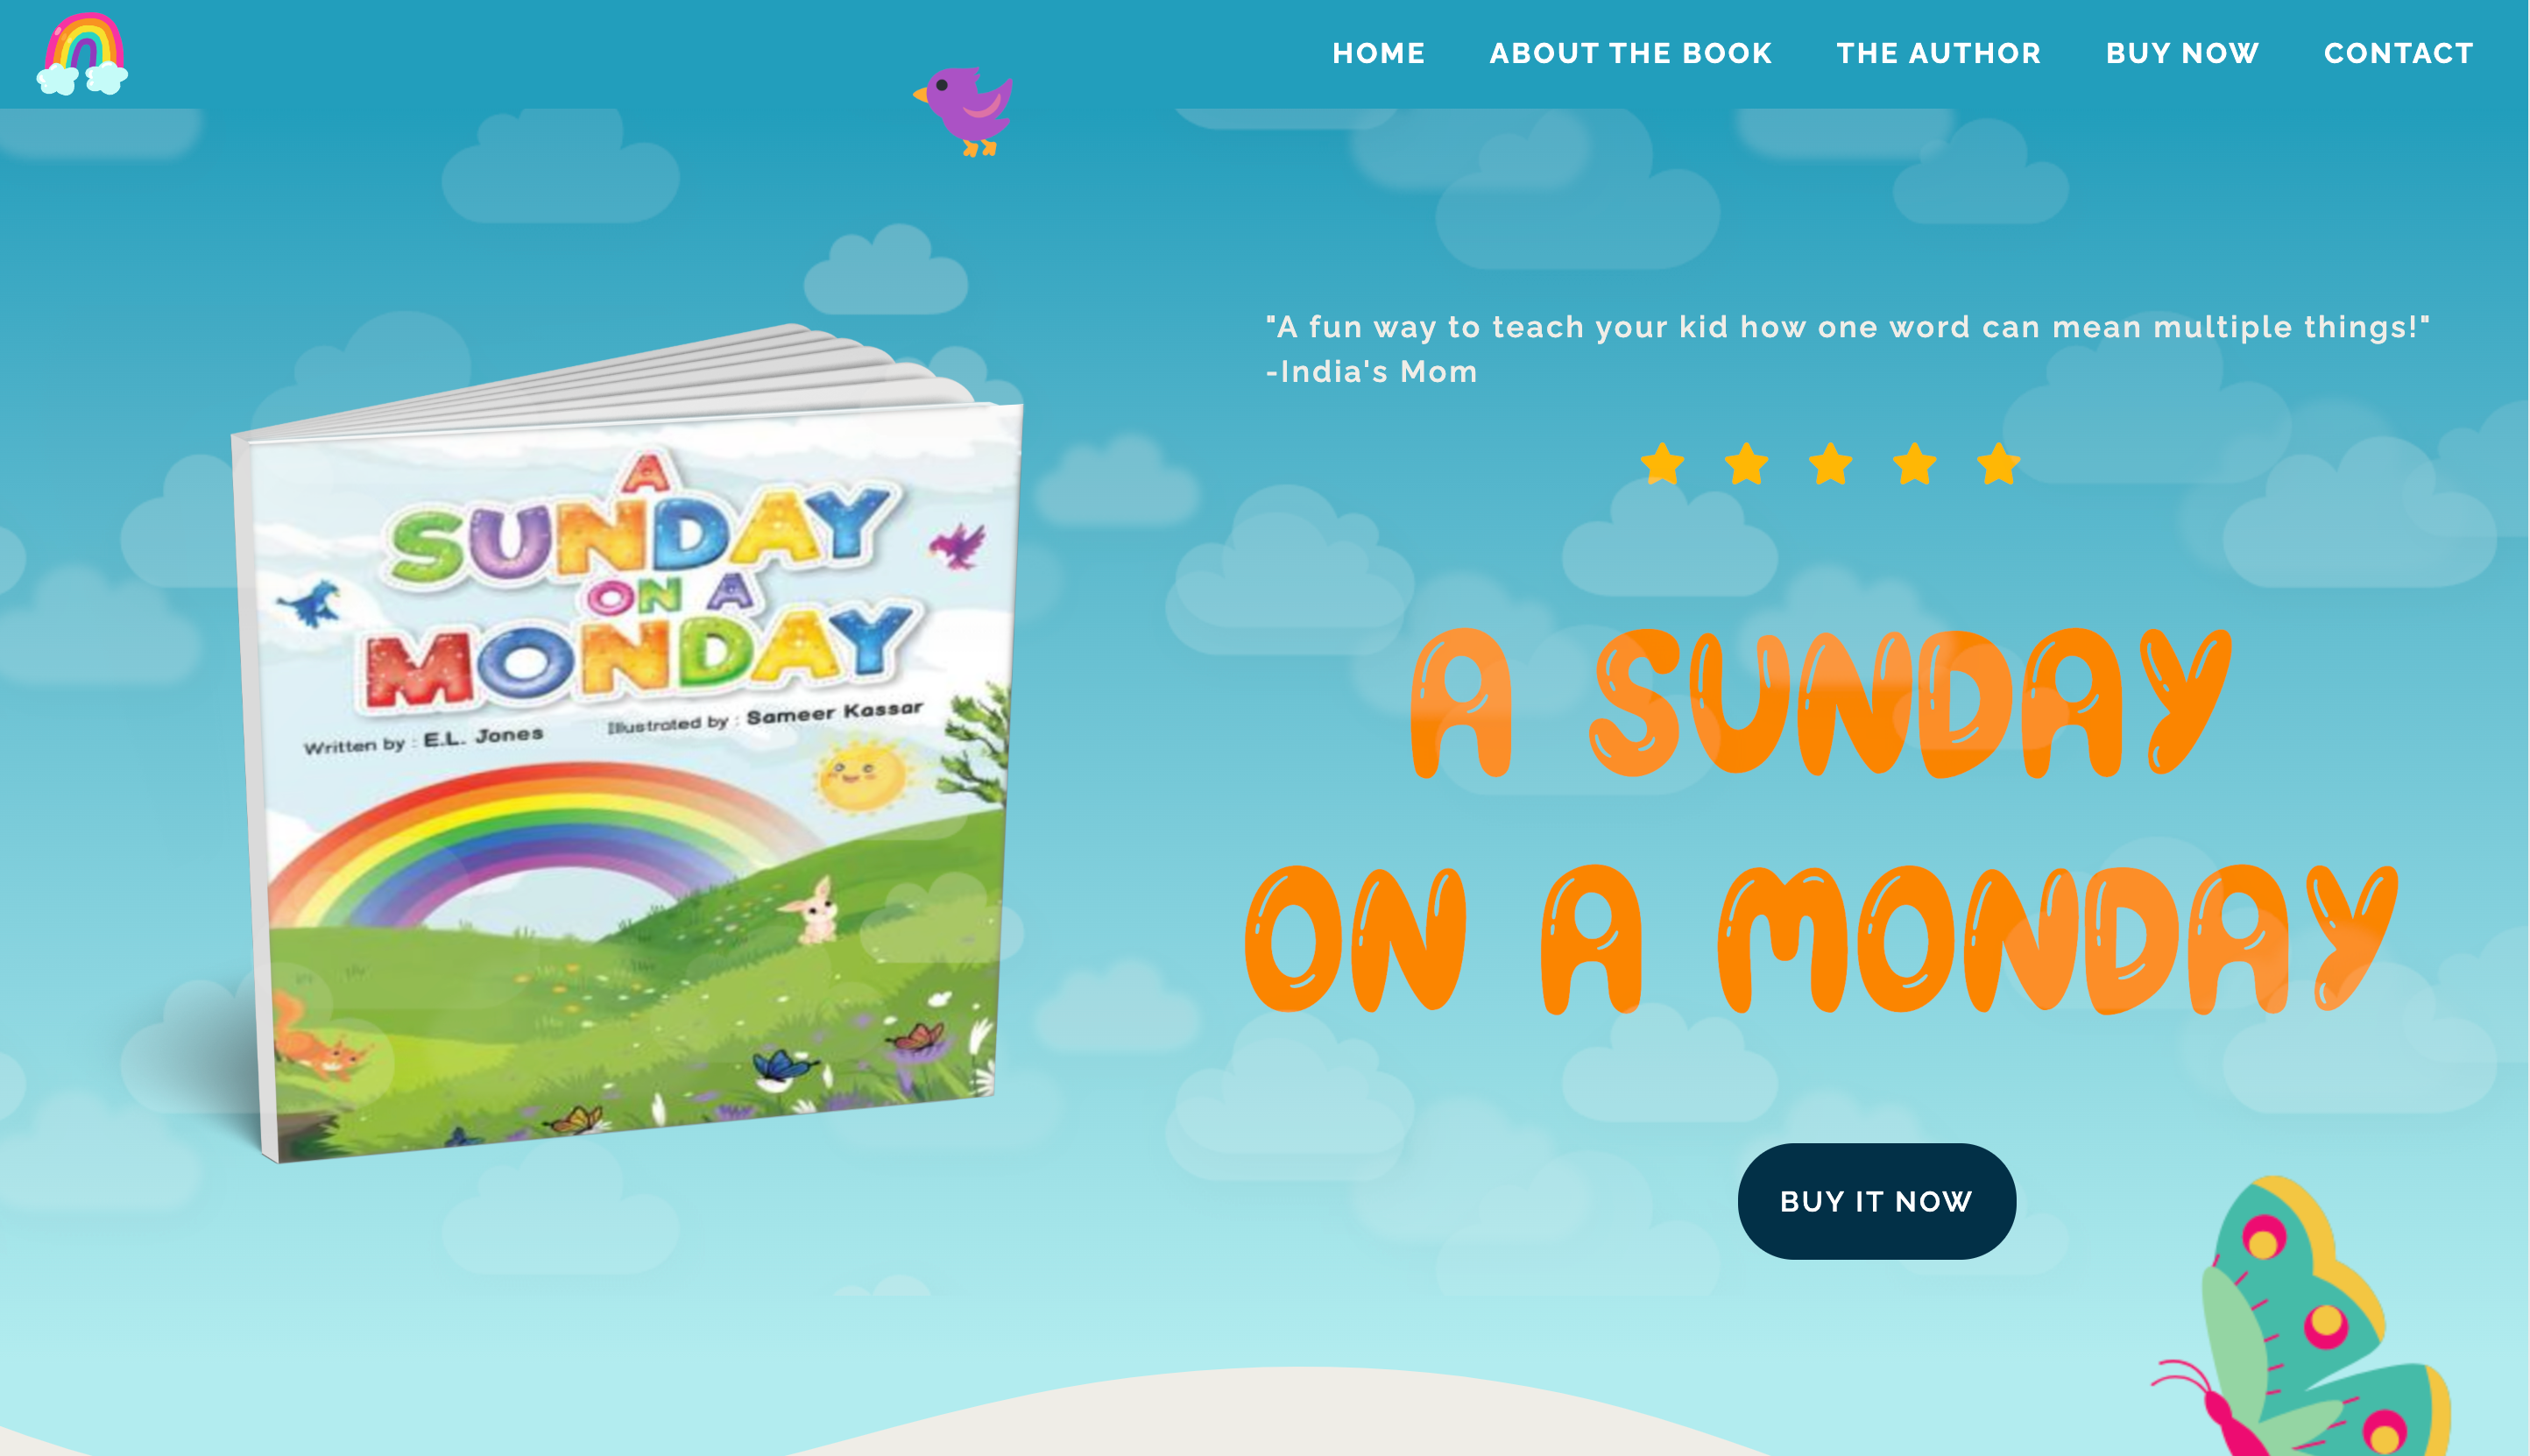 HOME ABOUT THE BOOK THE AUTHOR BUY NOW CONTACT
"A fun way to teach your kid how one word can mean multiple things!"
-India's Mom
A
SUNDAY
ON A
MONDAY
Written by : E.L. Jones Illustrated by : Sameer Kassar
A SUNDAY
ON A MONDAY
BUY IT NOW